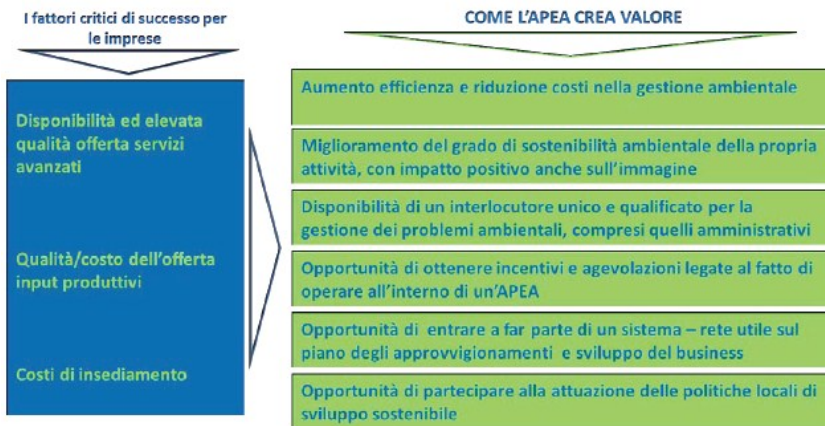 I fattori critici di successo per
le imprese
Disponibilità ed elevata
qualità offerta servizi
avanzati
Qualità/costo dell'offerta
input produttivi
Costi di insediamento
COME L'APEA CREA VALORE
Aumento efficienza e riduzione costi nella gestione ambientale
Miglioramento del grado di sostenibilità ambientale della propria
attività, con impatto positivo anche sull'immagine
Disponibilità di un interlocutore unico e qualificato per la
gestione dei problemi ambientali, compresi quelli amministrativi
Opportunità di ottenere incentivi e agevolazioni legate al fatto di
operare all'interno di un'APEA
Opportunità di entrare a far parte di un sistema – rete utile sul
piano degli approvvigionamenti e sviluppo del business
Opportunità di partecipare alla attuazione delle politiche locali di
sviluppo sostenibile